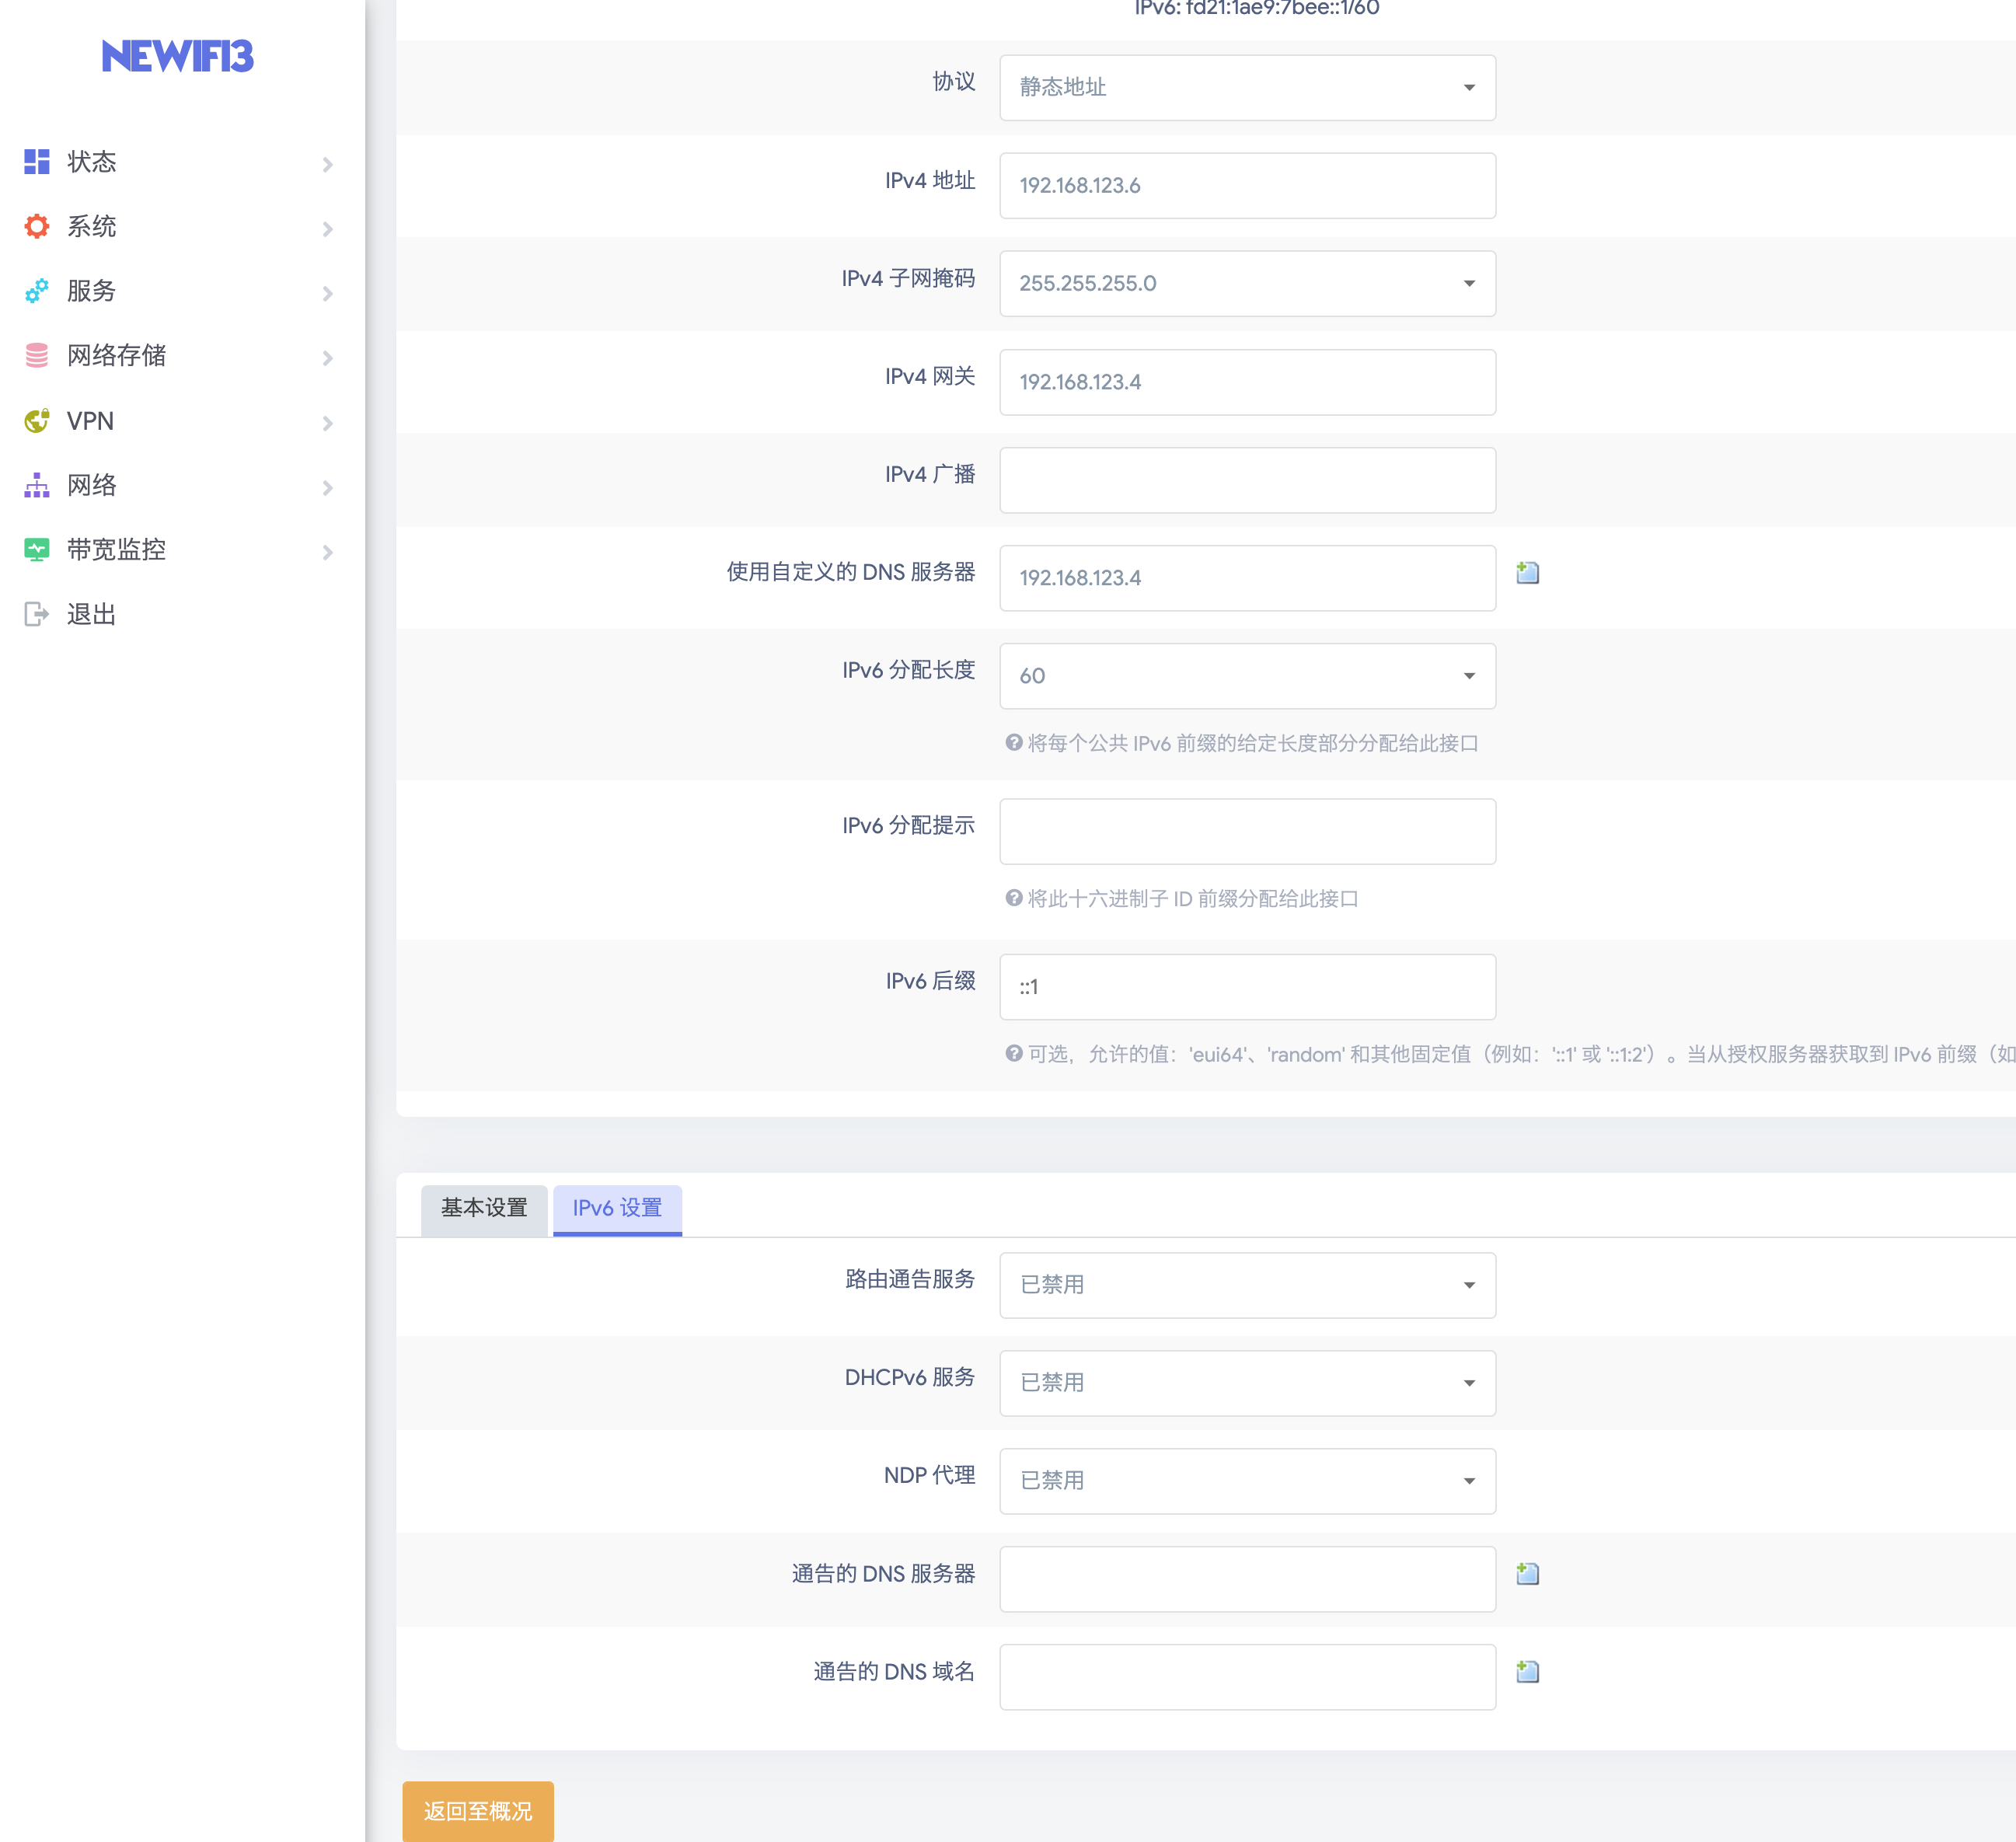 NEWIFI3
状态
系统
服务
网络存储
VPN
网络
带宽监控
退出
IPv6: fd21:1ae9:7bee::1/60
协议
静态地址
IPv4 地址
192.168.123.6
IPv4 子网掩码
255.255.255.0
IPv4 网关
192.168.123.4
IPv4 广播
使用自定义的 DNS 服务器
192.168.123.4
IPv6 分配长度
60
将每个公共 IPv6 前缀的给定长度部分分配给此接口
IPv6 分配提示
将此十六进制子 ID 前缀分配给此接口
IPv6 后缀
::1
可选，允许的值：'eui64'、'random' 和其他固定值（例如：'::1' 或 '::1:2'）。当从授权服务器获取到 IPv6 前缀（如
基本设置
IPv6 设置
路由通告服务
已禁用
DHCPv6 服务
已禁用
NDP 代理
已禁用
通告的 DNS 服务器
通告的 DNS 域名
返回至概况